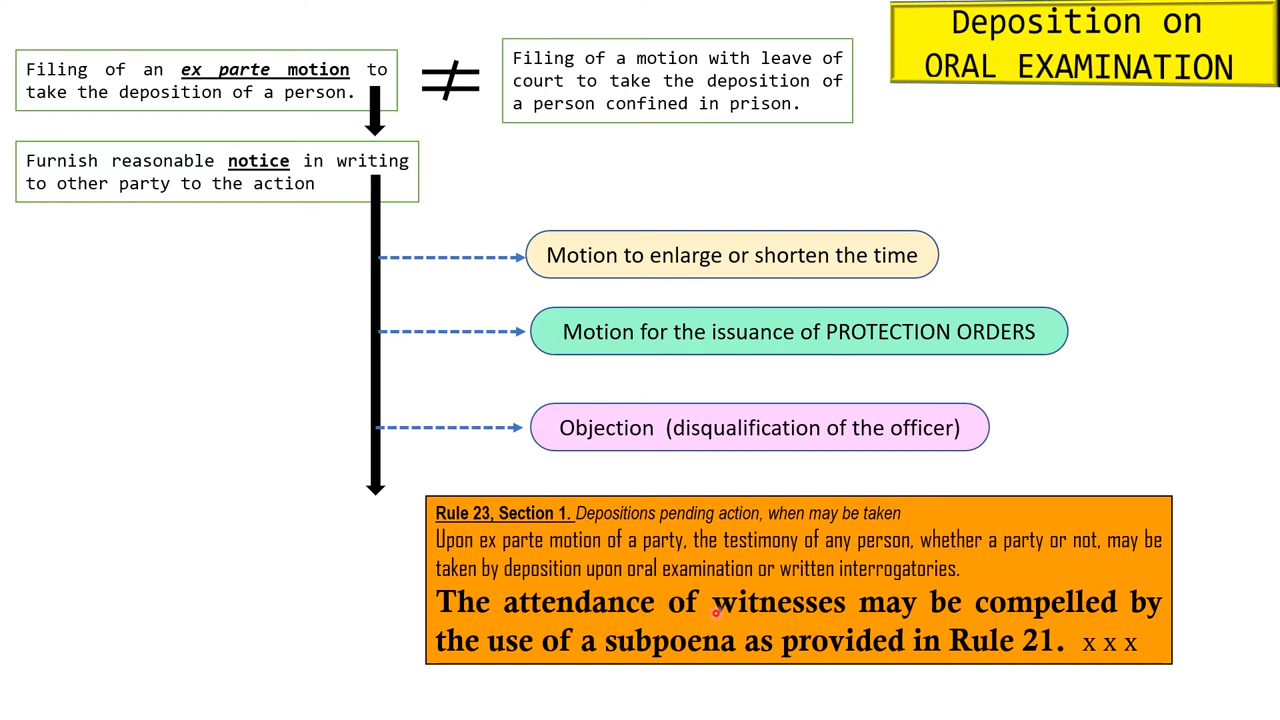 Deposition on
ORAL EXAMINATION
Filing of an ex parte motion to
take the deposition of a person.
≠
Filing of a motion with leave of
court to take the deposition of
a person confined in prison.
Furnish reasonable notice in writing
to other party to the action
Motion to enlarge or shorten the time
Motion for the issuance of PROTECTION ORDERS
Objection (disqualification of the officer)
Rule 23, Section 1. Depositions pending action, when may be taken
Upon ex parte motion of a party, the testimony of any person, whether a party or not, may be
taken by deposition upon oral examination or written interrogatories.
The attendance of witnesses may be compelled by
the use of a subpoena as provided in Rule 21. x x x